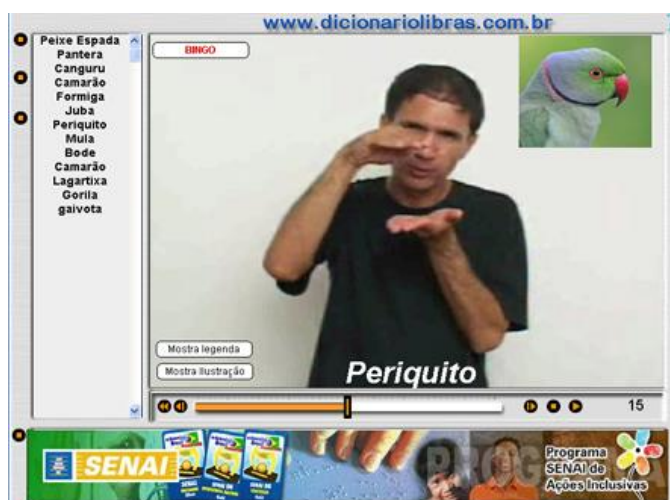 www.dicionariolibras.com.br
Peixe Espada
Pantera
Canguru
Camarão
Formiga
Juba
Periquito
Mula
Bode
Camarão
Lagartixa
Gorila
gaivota
BINGO
Mostra legenda
Mostra Ilustração
Periquito
15
SENAI
PROG
Programa
SENAI de
Ações Inclusivas